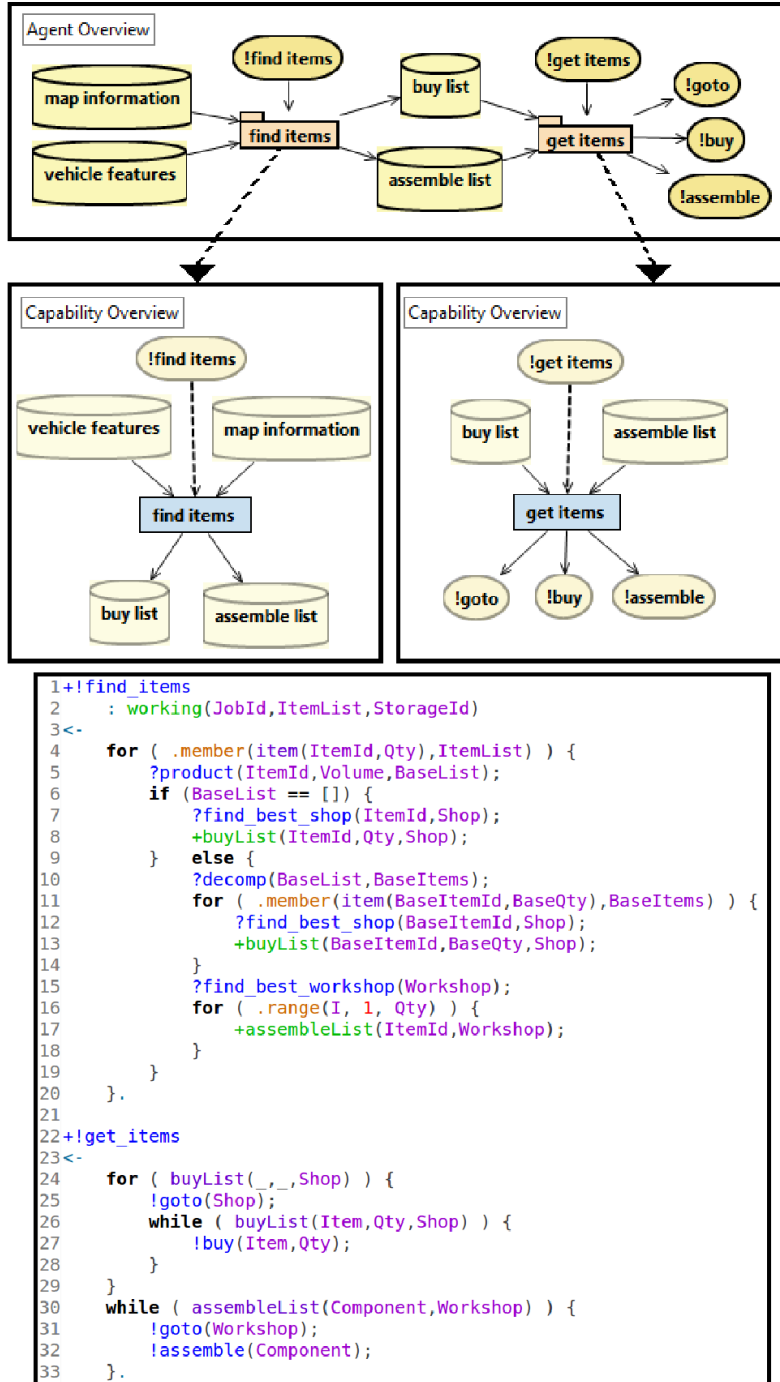 Agent Overview
!find items
!get items
map information
buy list
!goto
find items
get items
!buy
vehicle features
assemble list
!assemble
Capability Overview
!find items
vehicle features
map information
find items
buy list
assemble list
Capability Overview
!get items
buy list
assemble list
get items
!goto
!buy
!assemble
1 +!find_items
2     : working(JobId,ItemList,StorageId)
3 <-
4     for ( .member(item(ItemId,Qty),ItemList) ) {
5         ?product(ItemId,Volume,BaseList);
6         if (BaseList == []) {
7             ?find_best_shop(ItemId,Shop);
8             +buyList(ItemId,Qty,Shop);
9         }   else {
10             ?decomp(BaseList,BaseItems);
11             for ( .member(item(BaseItemId,BaseQty),BaseItems) ) {
12                 ?find_best_shop(BaseItemId,Shop);
13                 +buyList(BaseItemId,BaseQty,Shop);
14             }
15             ?find_best_workshop(Workshop);
16             for ( .range(I, 1, Qty) ) {
17                 +assembleList(ItemId,Workshop);
18             }
19         }
20     }.
21
22 +!get_items
23 <-
24     for ( buyList(_,_,Shop) ) {
25         !goto(Shop);
26         while ( buyList(Item,Qty,Shop) ) {
27             !buy(Item,Qty);
28         }
29     }
30     while ( assembleList(Component,Workshop) ) {
31         !goto(Workshop);
32         !assemble(Component);
33     }.